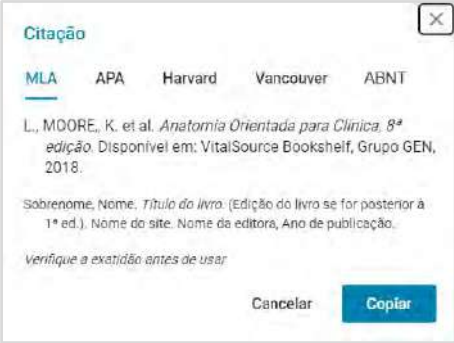 Citação
MLA APA Harvard Vancouver ABNT
L., MOORE, K. et al. Anatomia Orientada para Clínica, 8ª
edição. Disponível em: VitalSource Bookshelf, Grupo GEN,
2018.
Sobrenome, Nome. Título do livro. (Edição do livro se for posterior à
1ª ed.). Nome do site. Nome da editora, Ano de publicação.
Verifique a exatidão antes de usar
Cancelar Copiar